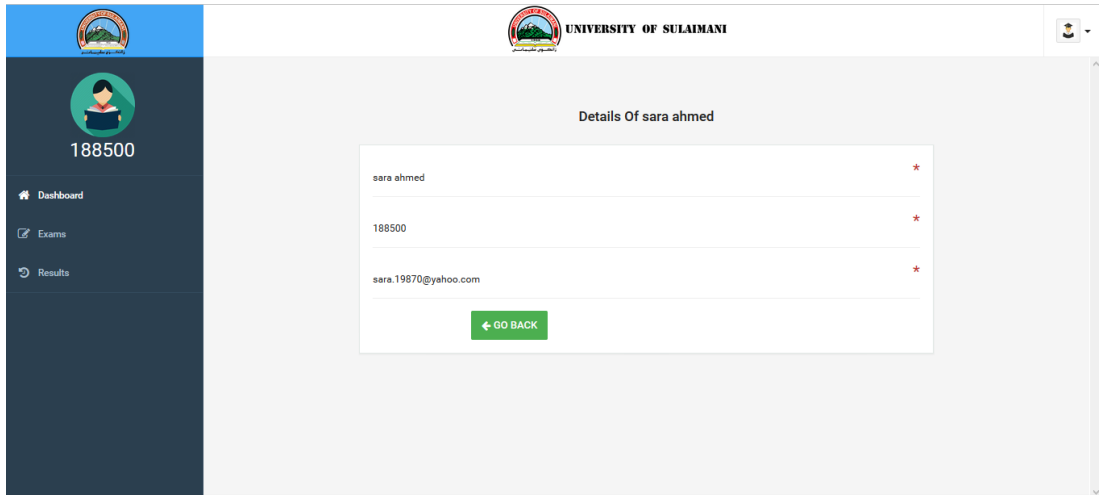 UNIVERSITY OF SULAIMANI
188500
Dashboard
Exams
Results
Details Of sara ahmed
sara ahmed
*
188500
*
sara.19870@yahoo.com
*
GO BACK